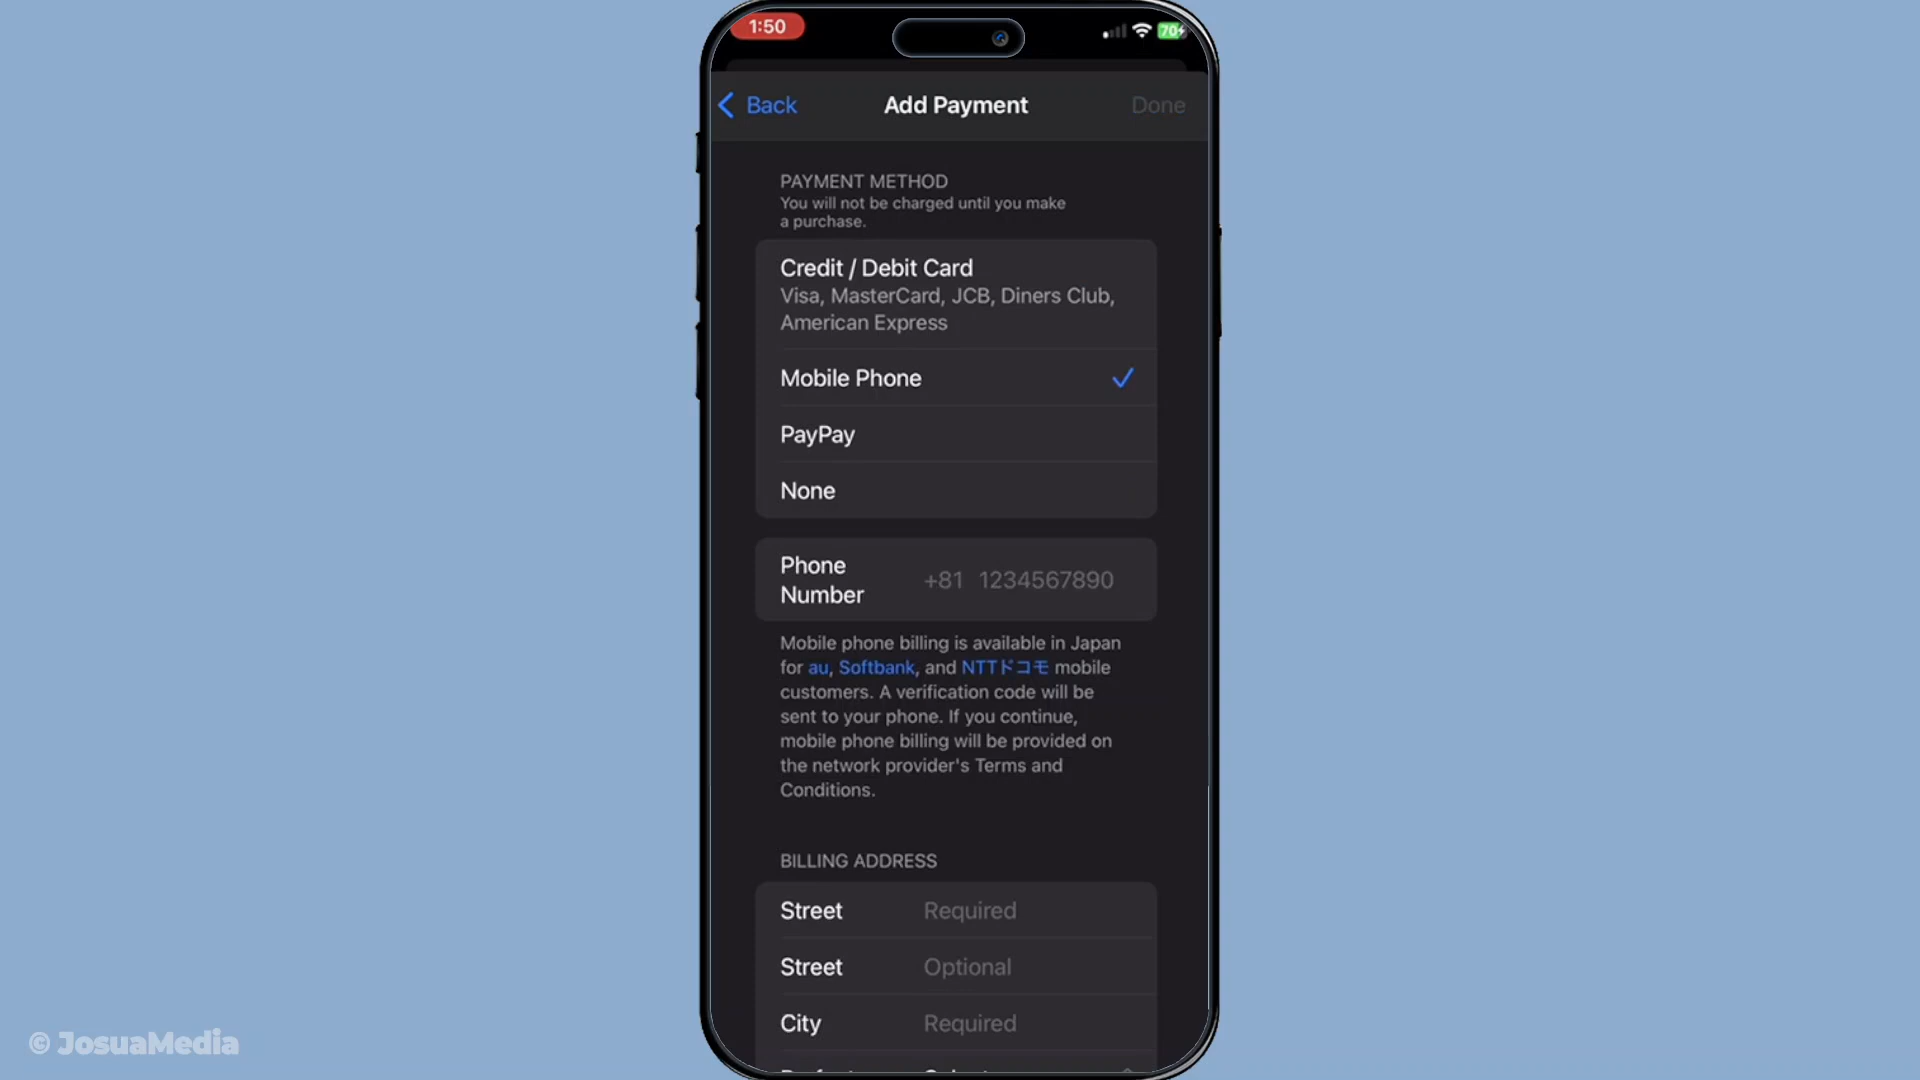 1:50
70
Back
Add Payment
Done
PAYMENT METHOD
You will not be charged until you make
a purchase.
Credit / Debit Card
Visa, MasterCard, JCB, Diners Club,
American Express
Mobile Phone
PayPay
None
Phone
Number
+81 1234567890
Mobile phone billing is available in Japan
for au, Softbank, and NTTドコモ mobile
customers. A verification code will be
sent to your phone. If you continue,
mobile phone billing will be provided on
the network provider's Terms and
Conditions.
BILLING ADDRESS
Street Required
Street Optional
City Required
© JosuaMedia